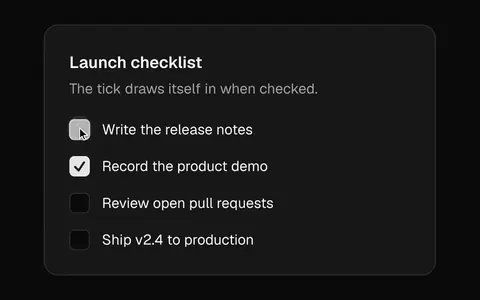 Launch checklist
The tick draws itself in when checked.
Write the release notes
Record the product demo
Review open pull requests
Ship v2.4 to production